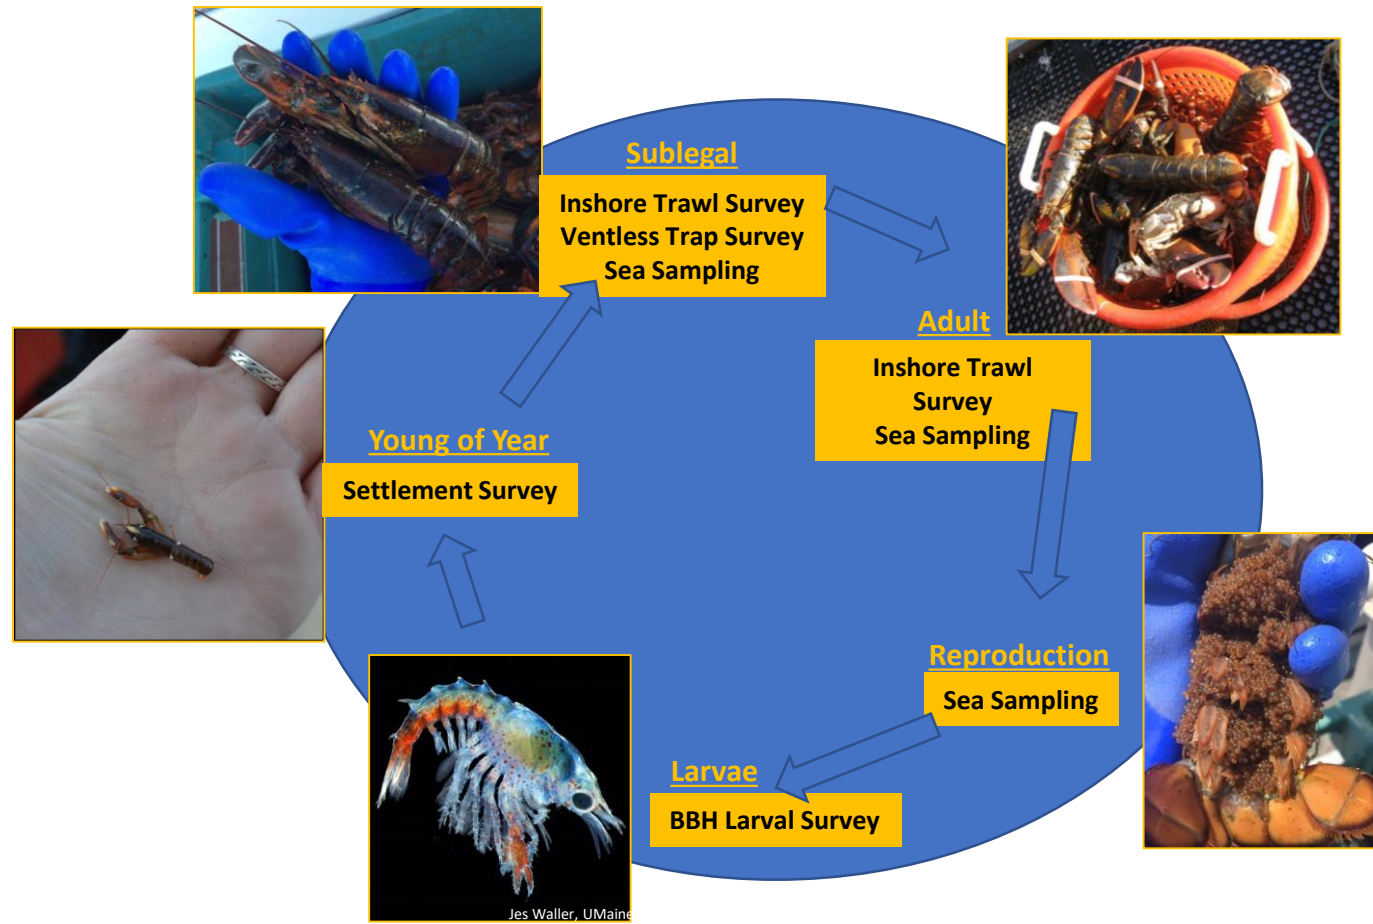 Sublegal
Inshore Trawl Survey
Ventless Trap Survey
Sea Sampling
Adult
Inshore Trawl
Survey
Sea Sampling
Reproduction
Sea Sampling
Larvae
BBH Larval Survey
Young of Year
Settlement Survey
Jes Waller, UMaine